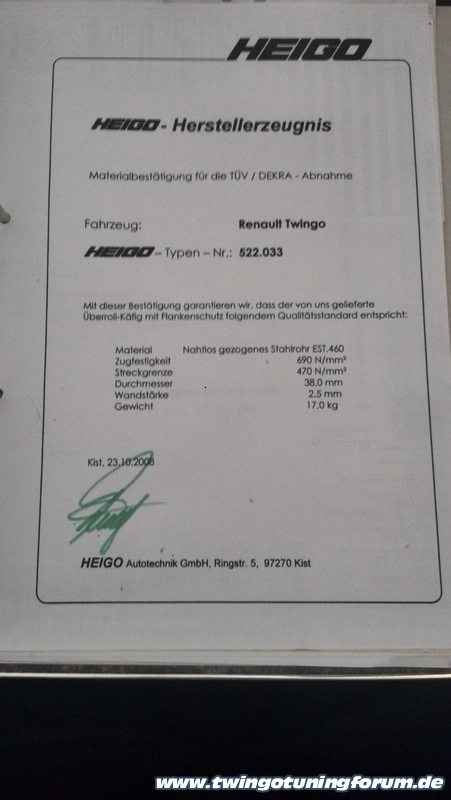 HEIGO
HEIGO - Herstellerzeugnis
Materialbestätigung für die TÜV / DEKRA - Abnahme
Fahrzeug: Renault Twingo
HEIGO – Typen – Nr.: 522.033
Mit dieser Bestätigung garantieren wir, dass der von uns gelieferte
Überroll-Käfig mit Flankenschutz folgendem Qualitätsstandard entspricht:
Material Nahtlos gezogenes Stahlrohr EST.460
Zugfestigkeit 690 N/mm²
Streckgrenze 470 N/mm²
Durchmesser 38.0 mm
Wandstärke 2,5 mm
Gewicht 17.0 kg
Kist, 23.10.2008
HEIGO Autotechnik GmbH, Ringstr. 5, 97270 Kist
www.twingotuningforum.de